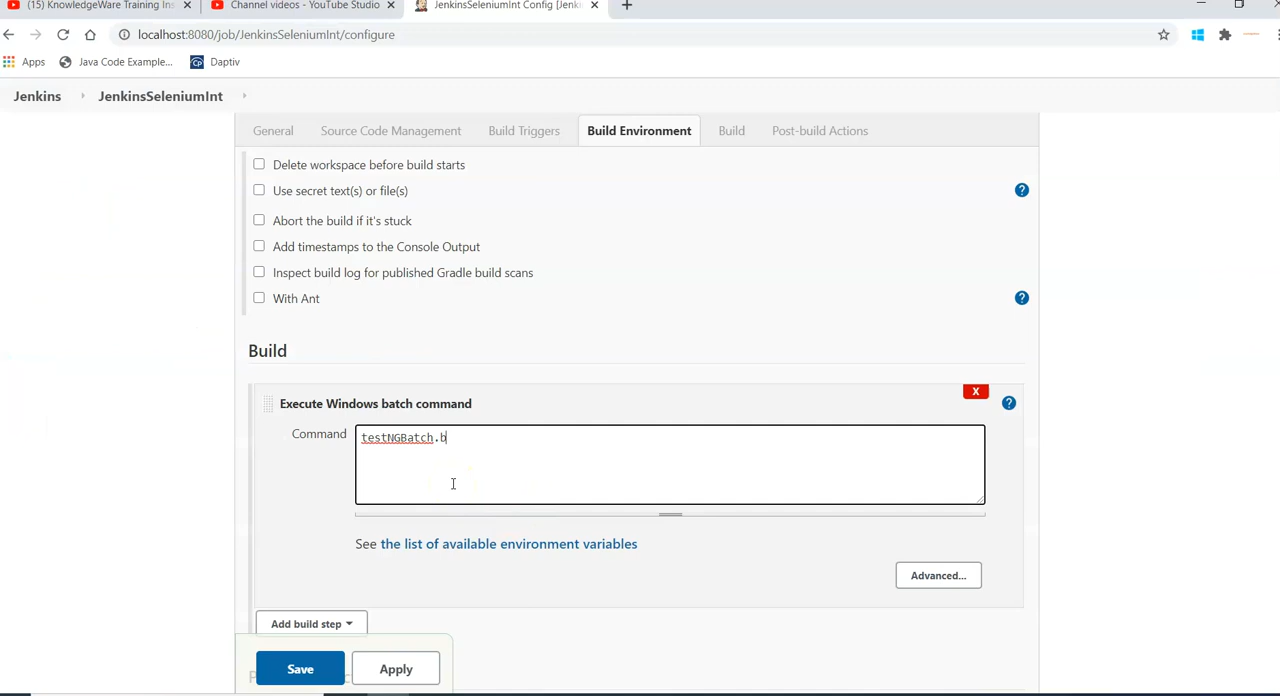 (15) KnowledgeWare Training Ins
Channel videos - YouTube Studio
JenkinsSeleniumInt Config [Jenki
localhost:8080/job/JenkinsSeleniumInt/configure
Apps
Java Code Example...
Cp
Daptiv
Jenkins
JenkinsSeleniumInt
General
Source Code Management
Build Triggers
Build Environment
Build
Post-build Actions
Delete workspace before build starts
Use secret text(s) or file(s)
?
Abort the build if it's stuck
Add timestamps to the Console Output
Inspect build log for published Gradle build scans
With Ant
?
Build
X
Execute Windows batch command
?
Command
testNGBatch.b
See the list of available environment variables
Advanced...
Add build step
Save
Apply